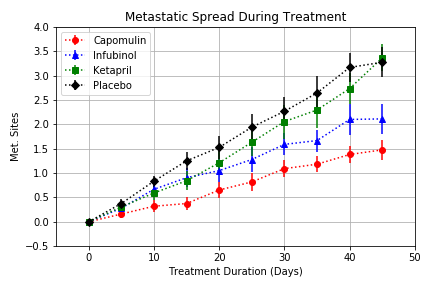 Metastatic Spread During Treatment
4.0
3.5
3.0
2.5
2.0
1.5
1.0
0.5
0.0
−0.5
Met. Sites
Capomulin
Infubinol
Ketapril
Placebo
0 10 20 30 40 50
Treatment Duration (Days)